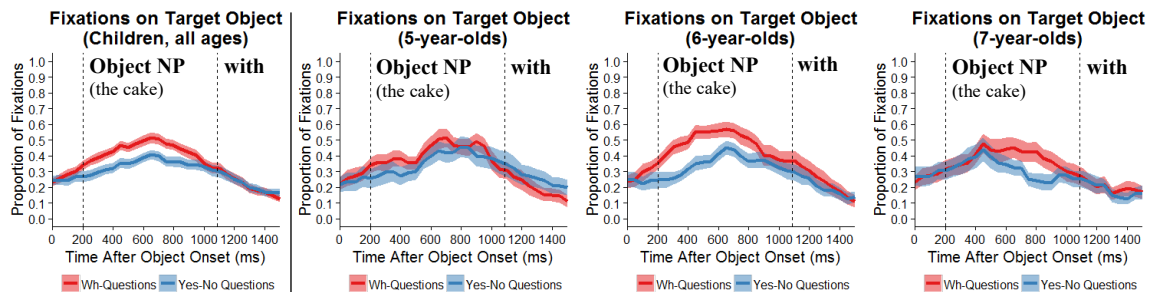 Fixations on Target Object
(Children, all ages)
Object NP
(the cake)
with
Proportion of Fixations
1.0
0.9
0.8
0.7
0.6
0.5
0.4
0.3
0.2
0.1
0.0
0 200 400 600 800 1000 1200 1400
Time After Object Onset (ms)
Wh-Questions Yes-No Questions
Fixations on Target Object
(5-year-olds)
Object NP
(the cake)
with
Proportion of Fixations
1.0
0.9
0.8
0.7
0.6
0.5
0.4
0.3
0.2
0.1
0.0
0 200 400 600 800 1000 1200 1400
Time After Object Onset (ms)
Wh-Questions Yes-No Questions
Fixations on Target Object
(6-year-olds)
Object NP
(the cake)
with
Proportion of Fixations
1.0
0.9
0.8
0.7
0.6
0.5
0.4
0.3
0.2
0.1
0.0
0 200 400 600 800 1000 1200 1400
Time After Object Onset (ms)
Wh-Questions Yes-No Questions
Fixations on Target Object
(7-year-olds)
Object NP
(the cake)
with
Proportion of Fixations
1.0
0.9
0.8
0.7
0.6
0.5
0.4
0.3
0.2
0.1
0.0
0 200 400 600 800 1000 1200 1400
Time After Object Onset (ms)
Wh-Questions Yes-No Questions